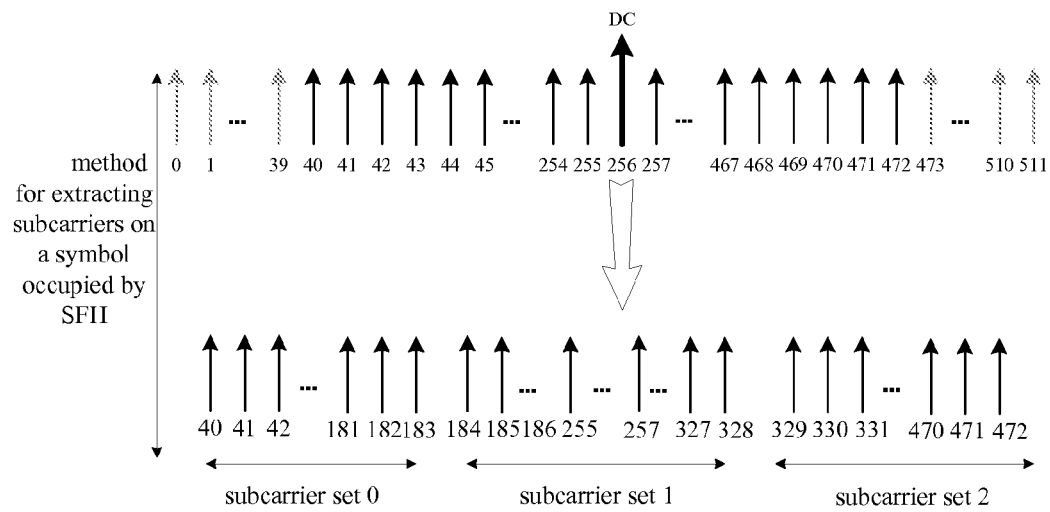 DC
... ... ... ...
0 1 39 40 41 42 43 44 45 254 255 256 257 467 468 469 470 471 472 473 510 511
method
for extracting
subcarriers on
a symbol
occupied by
SFII
... ... ... ... ...
40 41 42 181 182 183 184 185 186 255 257 327 328 329 330 331 470 471 472
subcarrier set 0 subcarrier set 1 subcarrier set 2